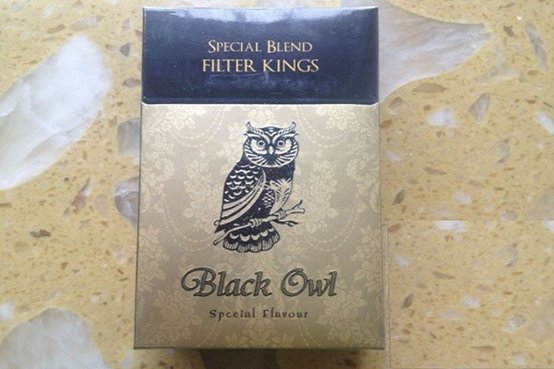 SPECIAL BLEND
FILTER KINGS
Black Owl
Special Flavour